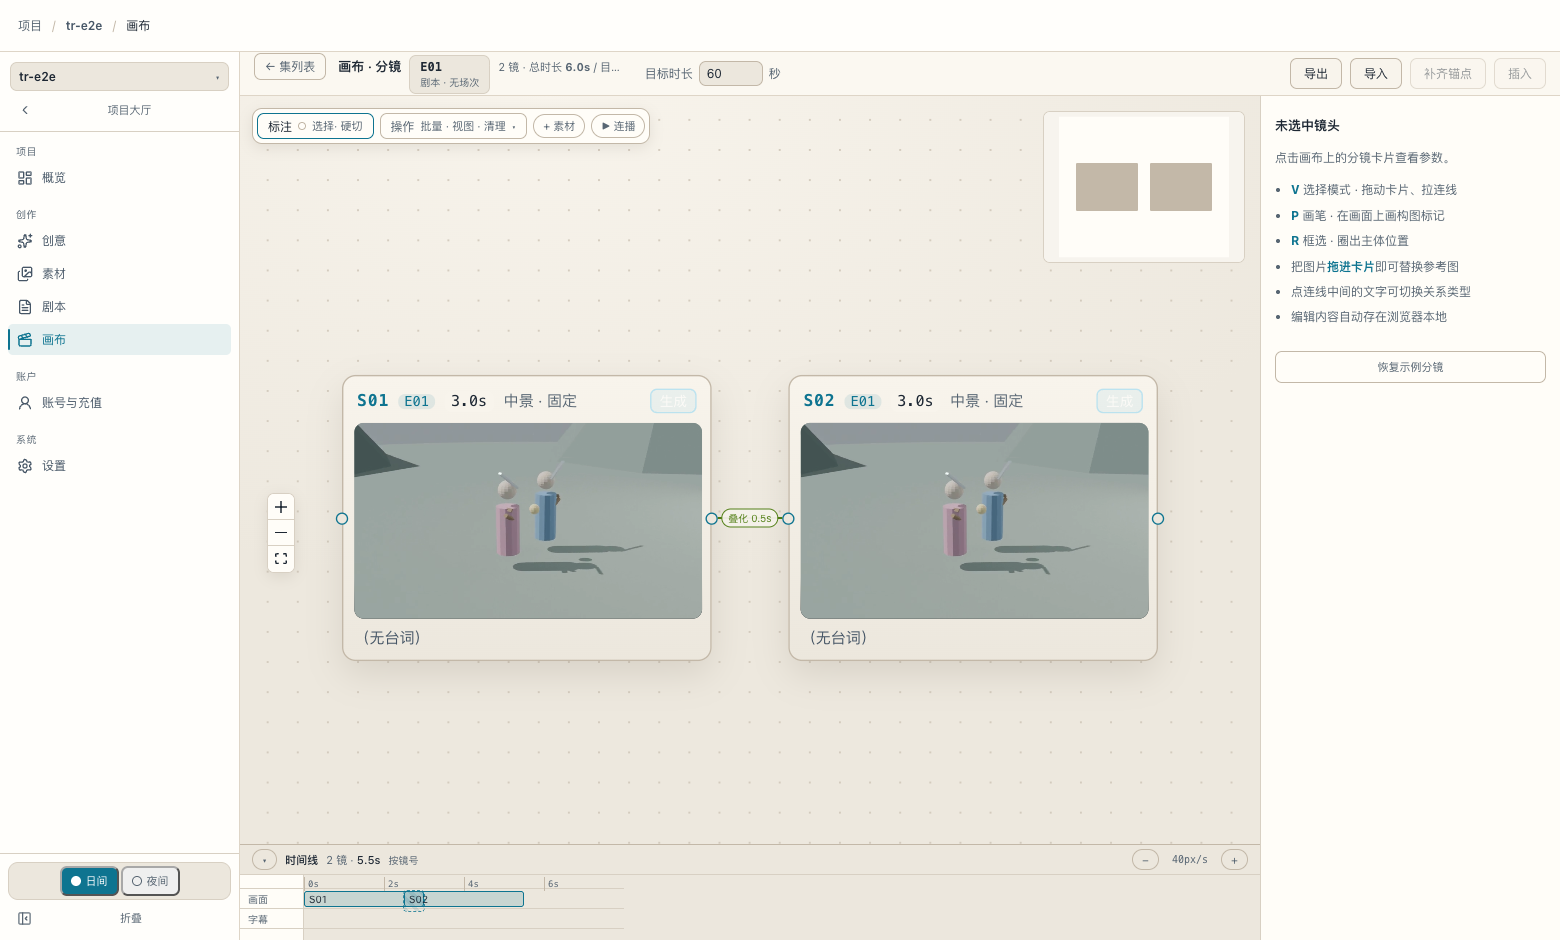 项目 / tr-e2e / 画布
tr-e2e
项目大厅
项目
概览
创作
创意
素材
剧本
画布
账户
账号与充值
系统
设置
日间
夜间
折叠
← 集列表
画布 · 分镜
E01
剧本 · 无场次
2 镜 · 总时长 6.0s / 目...
目标时长 60 秒
导出
导入
补齐锚点
插入
标注 选择· 硬切
操作 批量 · 视图 · 清理
+ 素材
连播
S01 E01 3.0s 中景 · 固定 生成
(无台词)
叠化 0.5s
S02 E01 3.0s 中景 · 固定 生成
(无台词)
未选中镜头
点击画布上的分镜卡片查看参数。
V 选择模式 · 拖动卡片、拉连线
P 画笔 · 在画面上画构图标记
R 框选 · 圈出主体位置
把图片拖进卡片即可替换参考图
点连线中间的文字可切换关系类型
编辑内容自动存在浏览器本地
恢复示例分镜
时间线 2 镜 · 5.5s 按镜号
− 40px/s +
0s 2s 4s 6s
画面 S01 S02
字幕